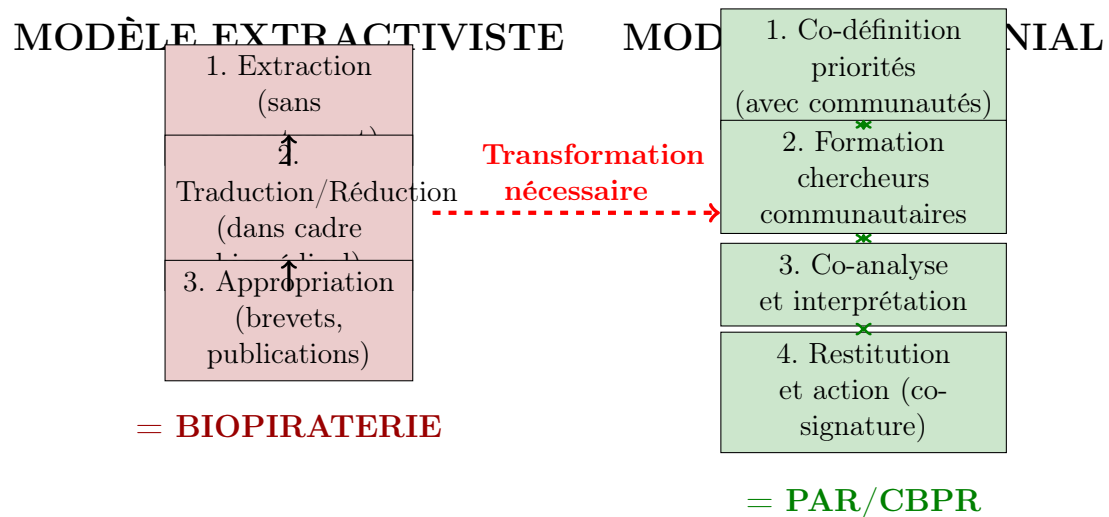 MODÈLE EXTRACTIVISTE
1. Extraction
(sans
2.
Traduction/Réduction
(dans cadre
3. Appropriation
(brevets,
publications)
= BIOPIRATERIE
Transformation
nécessaire
1. Co-définition
priorités
(avec communautés)
2. Formation
chercheurs
communautaires
3. Co-analyse
et interprétation
4. Restitution
et action (co-
signature)
= PAR/CBPR